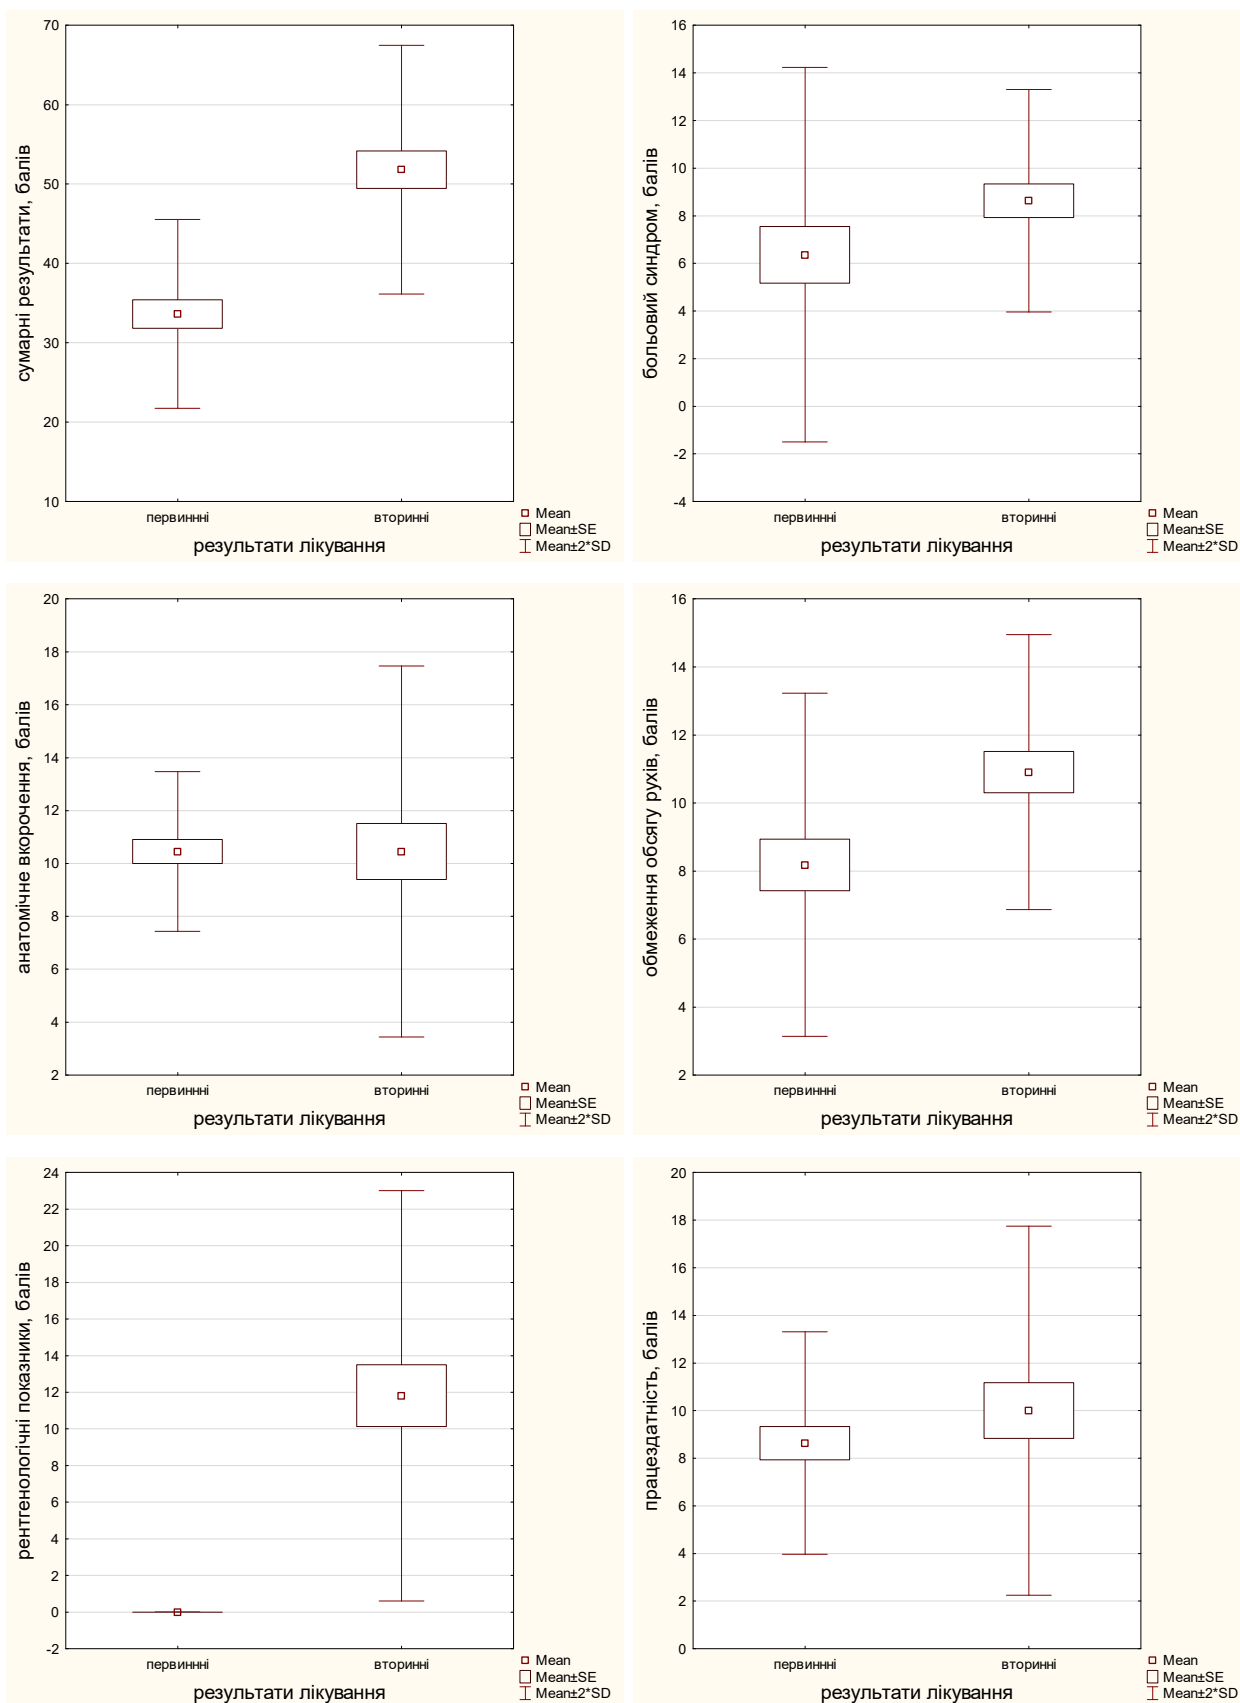 сумарні результати, балів
70
60
50
40
30
20
10
первиннні
вторинні
результати лікування
Mean
Mean±SE
Mean±2*SD
больовий синдром, балів
16
14
12
10
8
6
4
2
0
-2
-4
первиннні
вторинні
результати лікування
Mean
Mean±SE
Mean±2*SD
анатомічне вкорочення, балів
20
18
16
14
12
10
8
6
4
2
первиннні
вторинні
результати лікування
Mean
Mean±SE
Mean±2*SD
обмеження обсягу рухів, балів
16
14
12
10
8
6
4
2
первиннні
вторинні
результати лікування
Mean
Mean±SE
Mean±2*SD
рентгенологічні показники, балів
24
22
20
18
16
14
12
10
8
6
4
2
0
-2
первиннні
вторинні
результати лікування
Mean
Mean±SE
Mean±2*SD
працездатність, балів
20
18
16
14
12
10
8
6
4
2
0
первиннні
вторинні
результати лікування
Mean
Mean±SE
Mean±2*SD